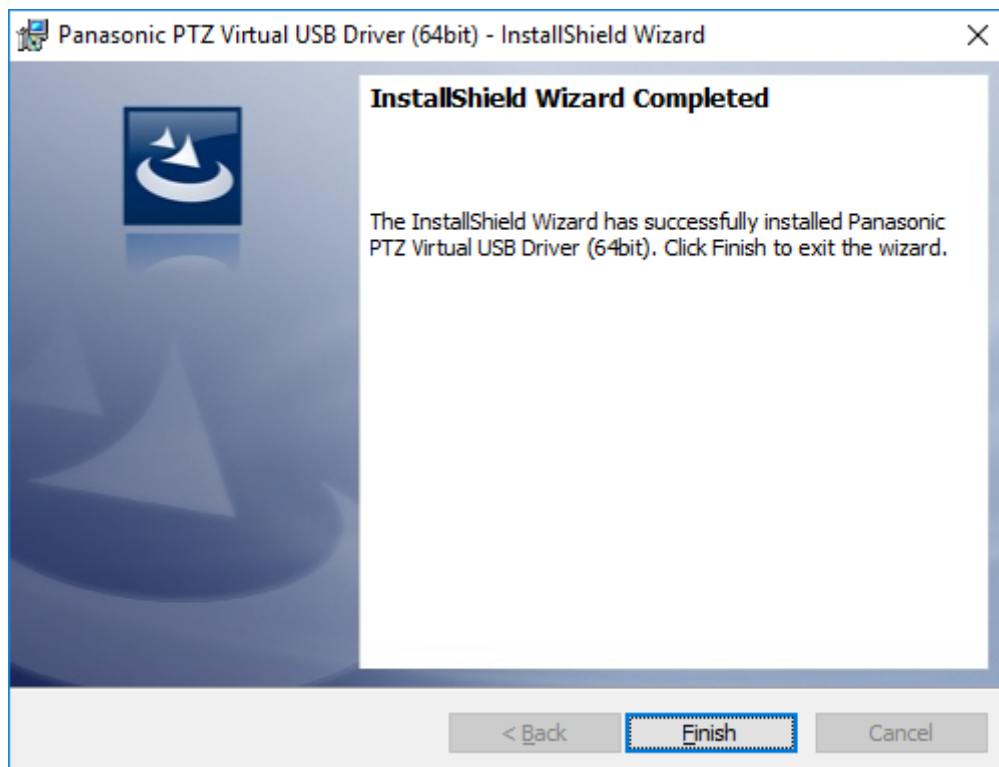 Panasonic PTZ Virtual USB Driver (64bit) - InstallShield Wizard
InstallShield Wizard Completed
The InstallShield Wizard has successfully installed Panasonic
PTZ Virtual USB Driver (64bit). Click Finish to exit the wizard.
< Back
Finish
Cancel